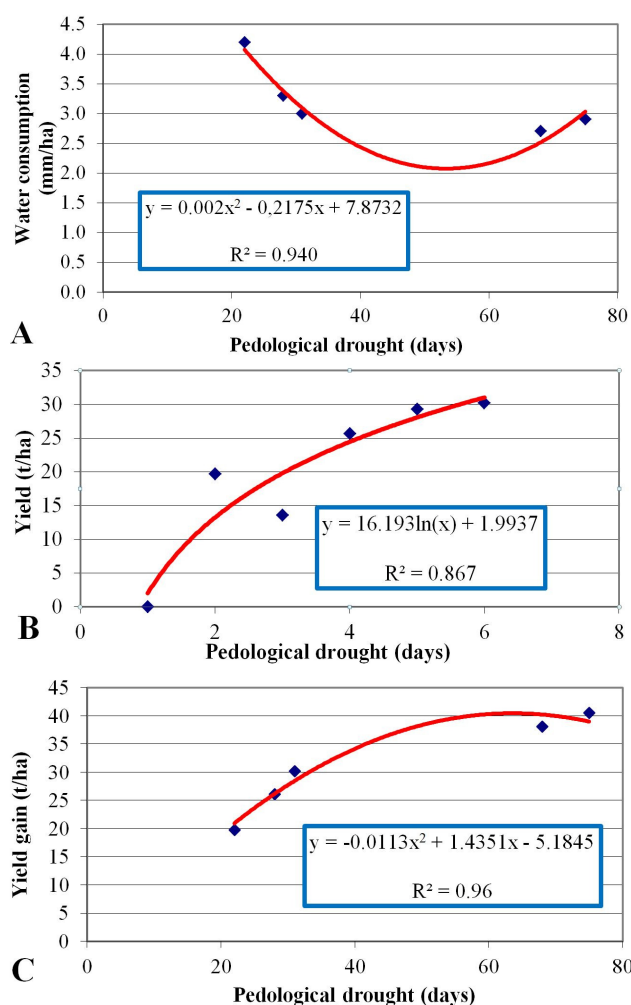 4.5
4.0
3.5
3.0
2.5
2.0
1.5
1.0
0.5
0.0
Water consumption
(mm/ha)
y = 0.002x² - 0,2175x + 7.8732
R² = 0.940
0 20 40 60 80
Pedological drought (days)
A
35
30
25
20
15
10
5
0
Yield (t/ha)
y = 16.193ln(x) + 1.9937
R² = 0.867
0 2 4 6 8
Pedological drought (days)
B
45
40
35
30
25
20
15
10
5
0
Yield gain (t/ha)
y = -0.0113x² + 1.4351x - 5.1845
R² = 0.96
0 20 40 60 80
Pedological drought (days)
C